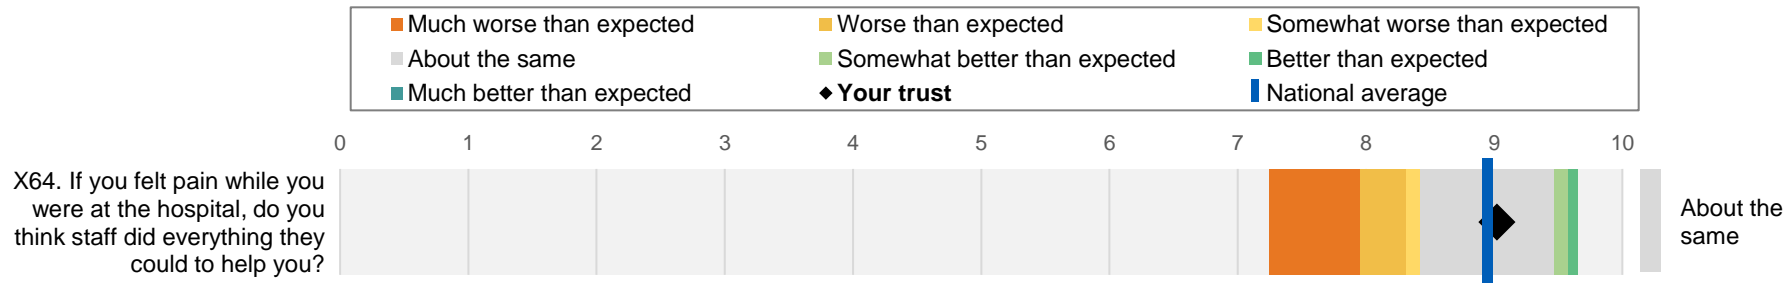 Much worse than expected
Worse than expected
Somewhat worse than expected
About the same
Somewhat better than expected
Better than expected
Much better than expected
Your trust
National average
0 1 2 3 4 5 6 7 8 9 10
X64. If you felt pain while you
were at the hospital, do you
think staff did everything they
could to help you?
About the
same